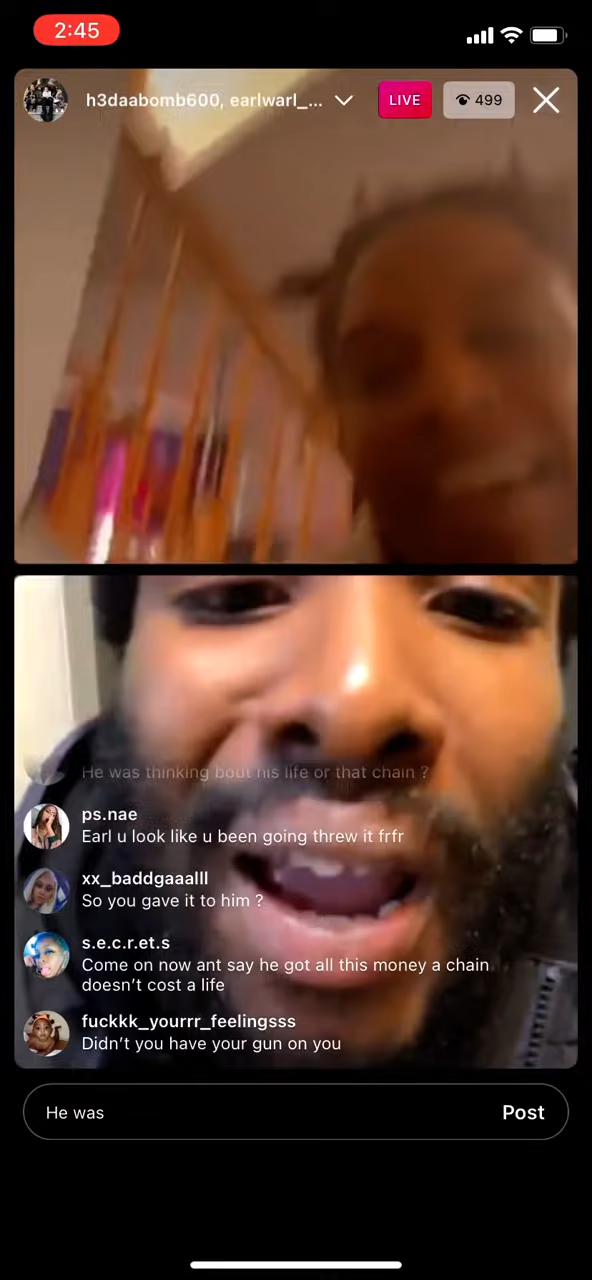 2:45
h3daabomb600, earlwarl_...
LIVE
499
He was thinking bout his life or that chain ?
ps.nae
Earl u look like u been going threw it frfr
xx_baddgaaalll
So you gave it to him ?
s.e.c.r.et.s
Come on now ant say he got all this money a chain
doesn't cost a life
fuckkk_yourrr_feelingsss
Didn't you have your gun on you
He was
Post